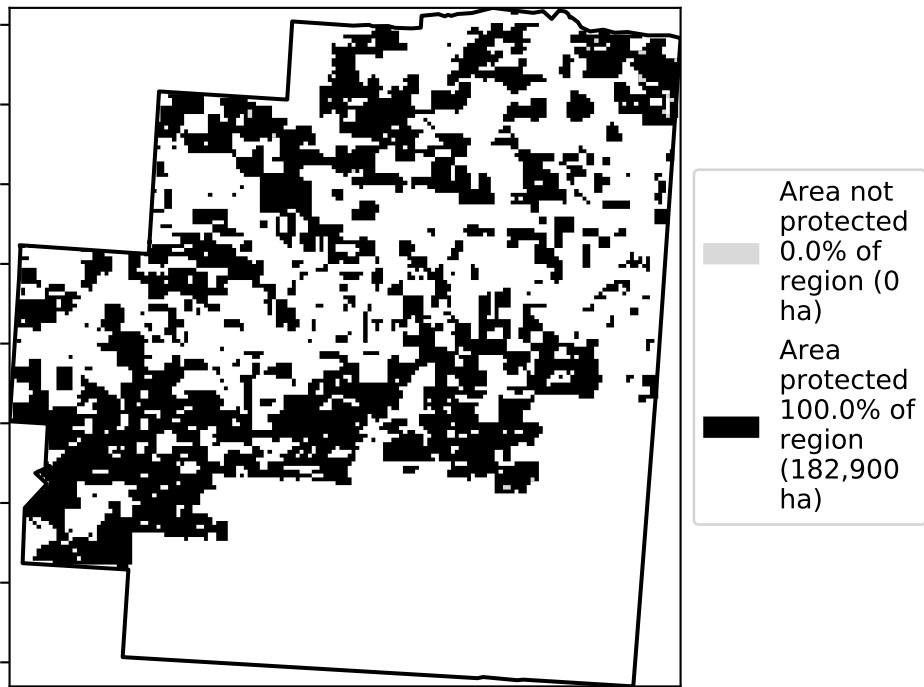 Area not
protected
0.0% of
region (0
ha)
Area
protected
100.0% of
region
(182,900
ha)